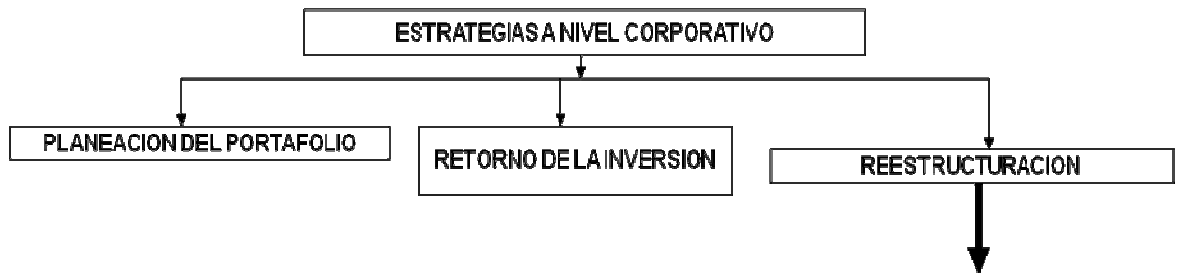 ESTRATEGIAS A NIVEL CORPORATIVO
PLANEACION DEL PORTAFOLIO
RETORNO DE LA INVERSION
REESTRUCTURACION